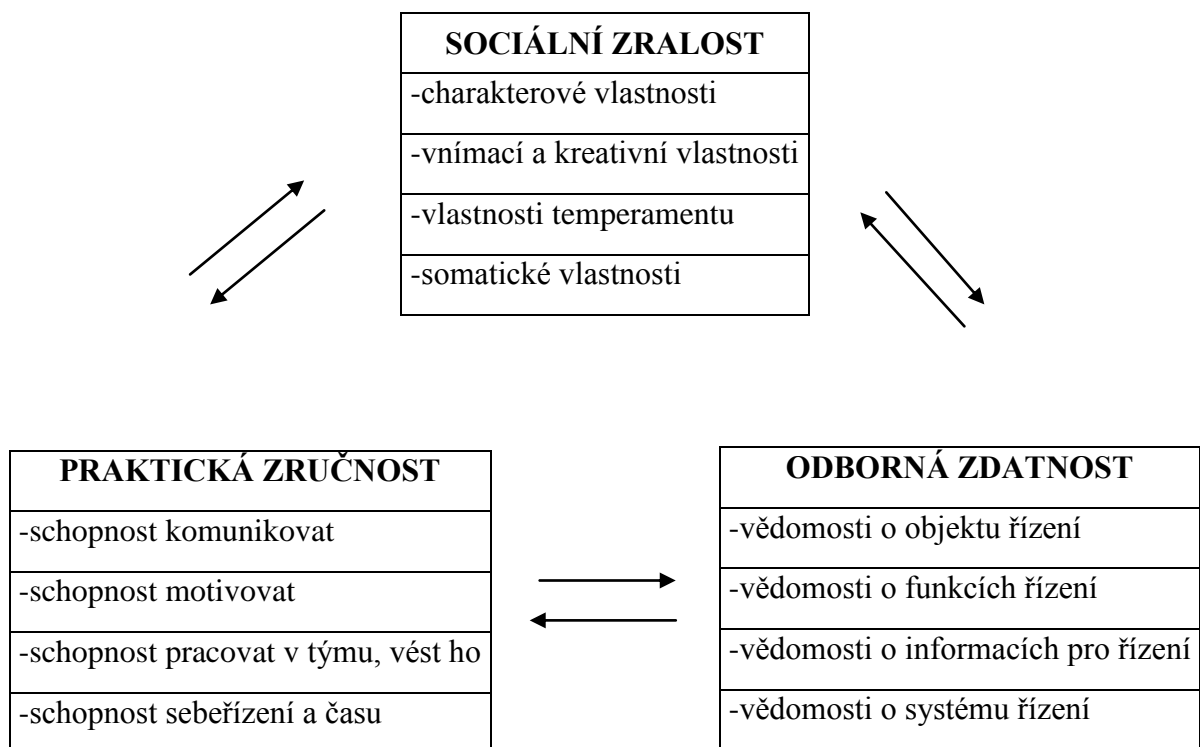 SOCIÁLNÍ ZRALOST
-charakterové vlastnosti
-vnímací a kreativní vlastnosti
-vlastnosti temperamentu
-somatické vlastnosti
PRAKTICKÁ ZRUČNOST
-schopnost komunikovat
-schopnost motivovat
-schopnost pracovat v týmu, vést ho
-schopnost sebeřízení a času
ODBORNÁ ZDATNOST
-vědomosti o objektu řízení
-vědomosti o funkcích řízení
-vědomosti o informacích pro řízení
-vědomosti o systému řízení